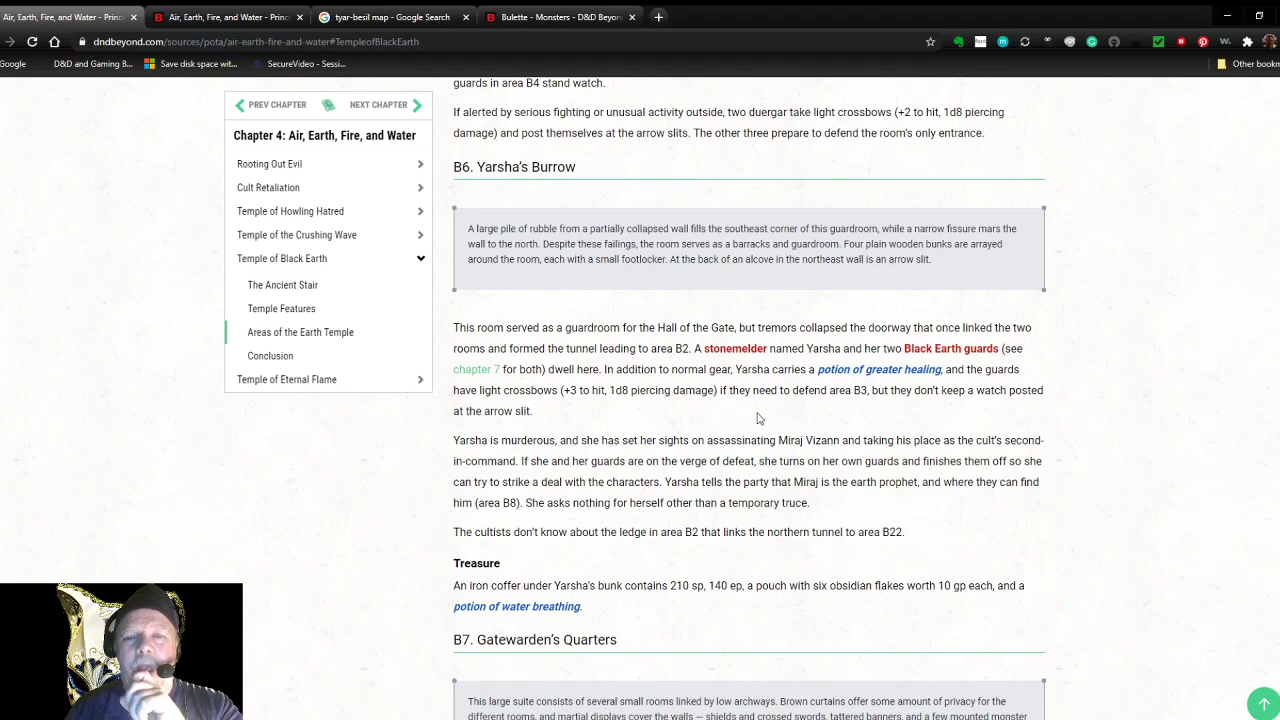 Air, Earth, Fire, and Water - Princ
Air, Earth, Fire, and Water - Princ
tyar-besil map - Google Search
Bulette - Monsters - D&D Beyon
dndbeyond.com/sources/pota/air-earth-fire-and-water#TempleofBlackEarth
Google
D&D and Gaming B...
Save disk space wit...
SecureVideo - Sessi...
Other bookm
PREV CHAPTER
NEXT CHAPTER
Chapter 4: Air, Earth, Fire, and Water
Rooting Out Evil
Cult Retaliation
Temple of Howling Hatred
Temple of the Crushing Wave
Temple of Black Earth
The Ancient Stair
Temple Features
Areas of the Earth Temple
Conclusion
Temple of Eternal Flame
guards in area B4 stand watch.
If alerted by serious fighting or unusual activity outside, two duergar take light crossbows (+2 to hit, 1d8 piercing
damage) and post themselves at the arrow slits. The other three prepare to defend the room's only entrance.
B6. Yarsha's Burrow
A large pile of rubble from a partially collapsed wall fills the southeast corner of this guardroom, while a narrow fissure mars the
wall to the north. Despite these failings, the room serves as a barracks and guardroom. Four plain wooden bunks are arrayed
around the room, each with a small footlocker. At the back of an alcove in the northeast wall is an arrow slit.
This room served as a guardroom for the Hall of the Gate, but tremors collapsed the doorway that once linked the two
rooms and formed the tunnel leading to area B2. A stonemelder named Yarsha and her two Black Earth guards (see
chapter 7 for both) dwell here. In addition to normal gear, Yarsha carries a potion of greater healing, and the guards
have light crossbows (+3 to hit, 1d8 piercing damage) if they need to defend area B3, but they don't keep a watch posted
at the arrow slit.
Yarsha is murderous, and she has set her sights on assassinating Miraj Vizann and taking his place as the cult's second-
in-command. If she and her guards are on the verge of defeat, she turns on her own guards and finishes them off so she
can try to strike a deal with the characters. Yarsha tells the party that Miraj is the earth prophet, and where they can find
him (area B8). She asks nothing for herself other than a temporary truce.
The cultists don't know about the ledge in area B2 that links the northern tunnel to area B22.
Treasure
An iron coffer under Yarsha's bunk contains 210 sp, 140 ep, a pouch with six obsidian flakes worth 10 gp each, and a
potion of water breathing.
B7. Gatewarden's Quarters
This large suite consists of several small rooms linked by low archways. Brown curtains offer some amount of privacy for the
different rooms, and martial displays cover the walls — shields and crossed swords, tattered banners, and a few mounted monster